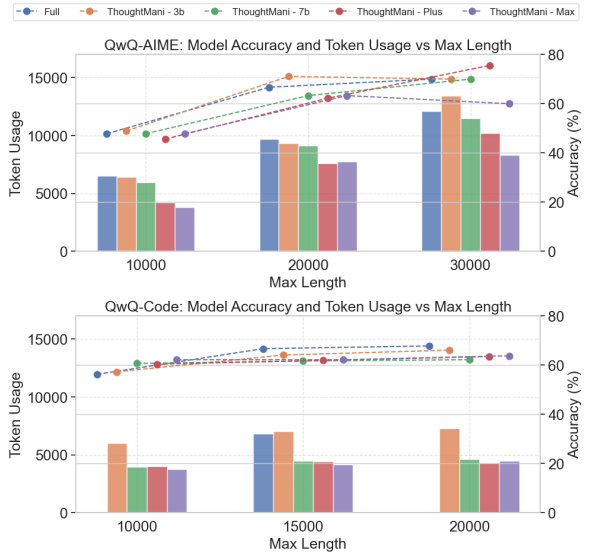 Full ThoughtMani - 3b ThoughtMani - 7b ThoughtMani - Plus ThoughtMani - Max
QwQ-AIME: Model Accuracy and Token Usage vs Max Length
Token Usage
15000
10000
5000
0
80
60
40
20
0
Accuracy (%)
10000 20000 30000
Max Length
QwQ-Code: Model Accuracy and Token Usage vs Max Length
Token Usage
15000
10000
5000
0
80
60
40
20
0
Accuracy (%)
10000 15000 20000
Max Length